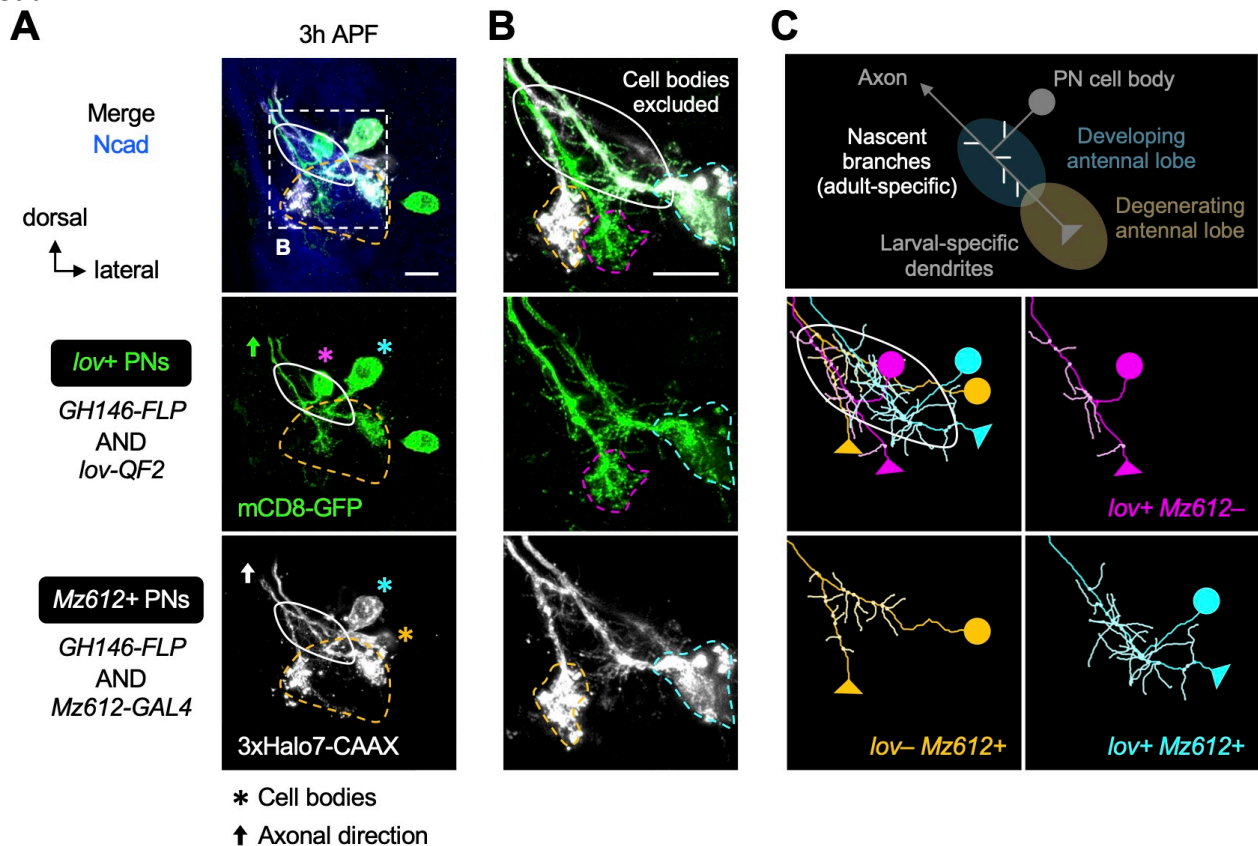 A
3h APF
Merge
Ncad
dorsal
lateral
B
lov+ PNs
GH146-FLP
AND
lov-QF2
mCD8-GFP
*
*
Mz612+ PNs
GH146-FLP
AND
Mz612-GAL4
3xHalo7-CAAX
*
*
* Cell bodies
Axonal direction
B
Cell bodies
excluded
C
Axon
PN cell body
Nascent
branches
(adult-specific)
Developing
antennal lobe
Degenerating
antennal lobe
Larval-specific
dendrites
lov+ Mz612–
lov– Mz612+
lov+ Mz612+